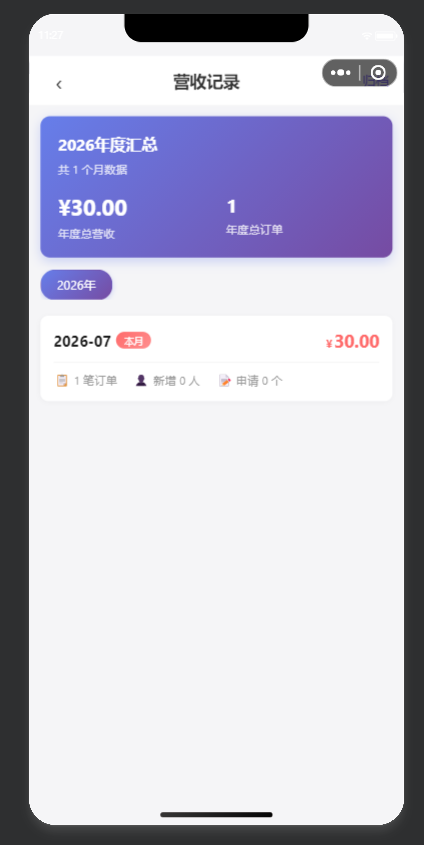 11:27
营收记录
2026年度汇总
共 1 个月数据
¥30.00
1
年度总营收
年度总订单
2026年
2026-07 本月 ¥30.00
1 笔订单 新增 0 人 申请 0 个